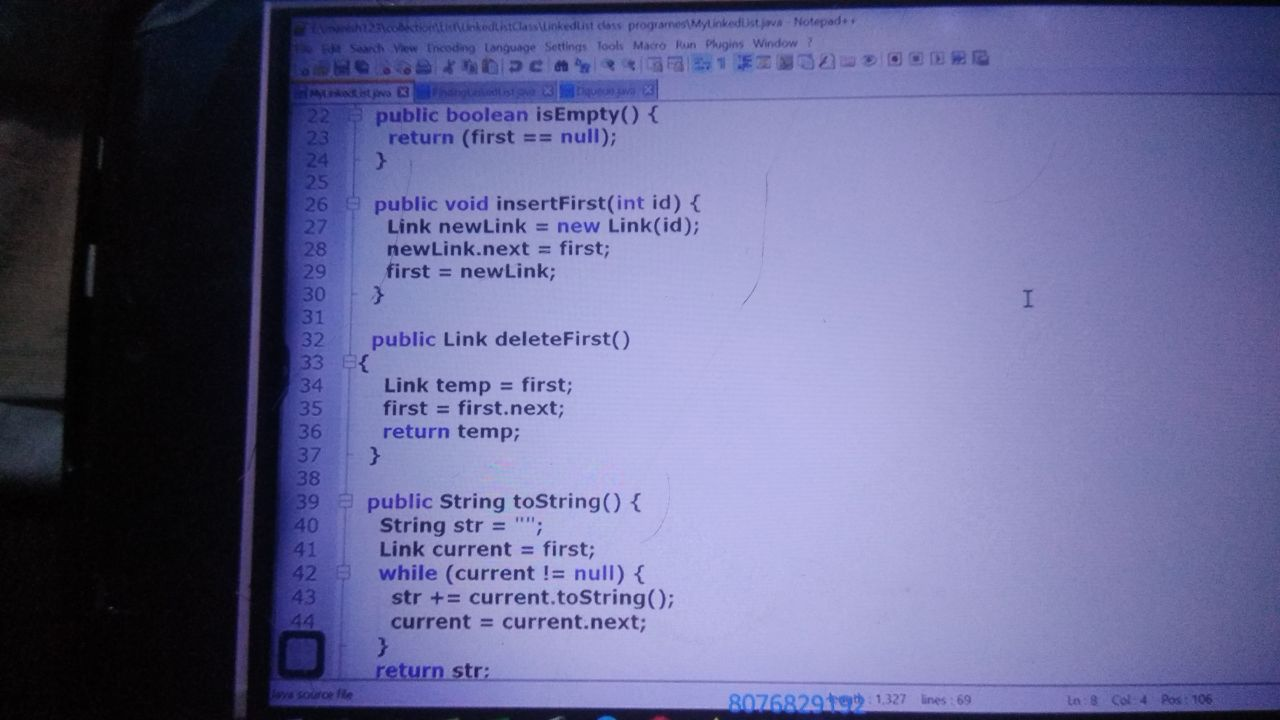 E:\manish123\collection\List\LinkedListClass\LinkedList class programes\MyLinkedList.java - Notepad++
File Edit Search View Encoding Language Settings Tools Macro Run Plugins Window ?
MyLinkedList.java FindingLinkedList.java Dqueue.java
22 public boolean isEmpty() {
23 return (first == null);
24 }
25
26 public void insertFirst(int id) {
27 Link newLink = new Link(id);
28 newLink.next = first;
29 first = newLink;
30 }
31
32 public Link deleteFirst()
33 {
34 Link temp = first;
35 first = first.next;
36 return temp;
37 }
38
39 public String toString() {
40 String str = "";
41 Link current = first;
42 while (current != null) {
43 str += current.toString();
44 current = current.next;
}
return str;
Java source file 8076829192 : 1,327 lines : 69 Ln : 8 Col : 4 Pos : 106